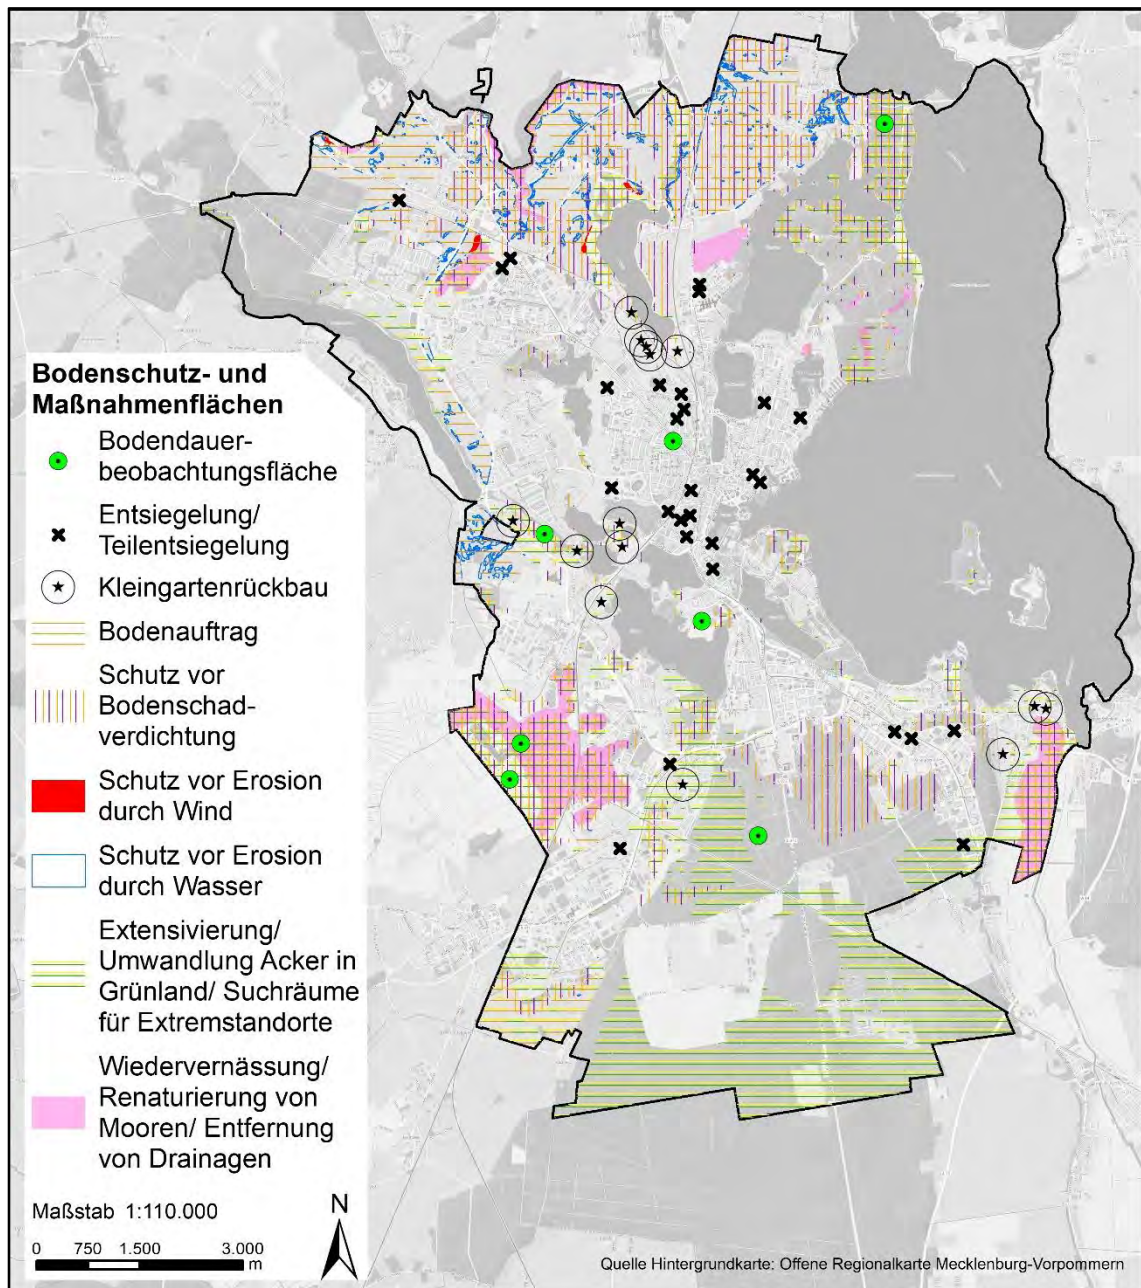 Bodenschutz- und
Maßnahmenflächen
Bodendauer-
beobachtungsfläche
Entsiegelung/
Teilentsiegelung
Kleingartenrückbau
Bodenauftrag
Schutz vor
Bodenschad-
verdichtung
Schutz vor Erosion
durch Wind
Schutz vor Erosion
durch Wasser
Extensivierung/
Umwandlung Acker in
Grünland/ Suchräume
für Extremstandorte
Wiedervernässung/
Renaturierung von
Mooren/ Entfernung
von Drainagen
Maßstab 1:110.000
0 750 1.500 3.000
m
N
Quelle Hintergrundkarte: Offene Regionalkarte Mecklenburg-Vorpommern